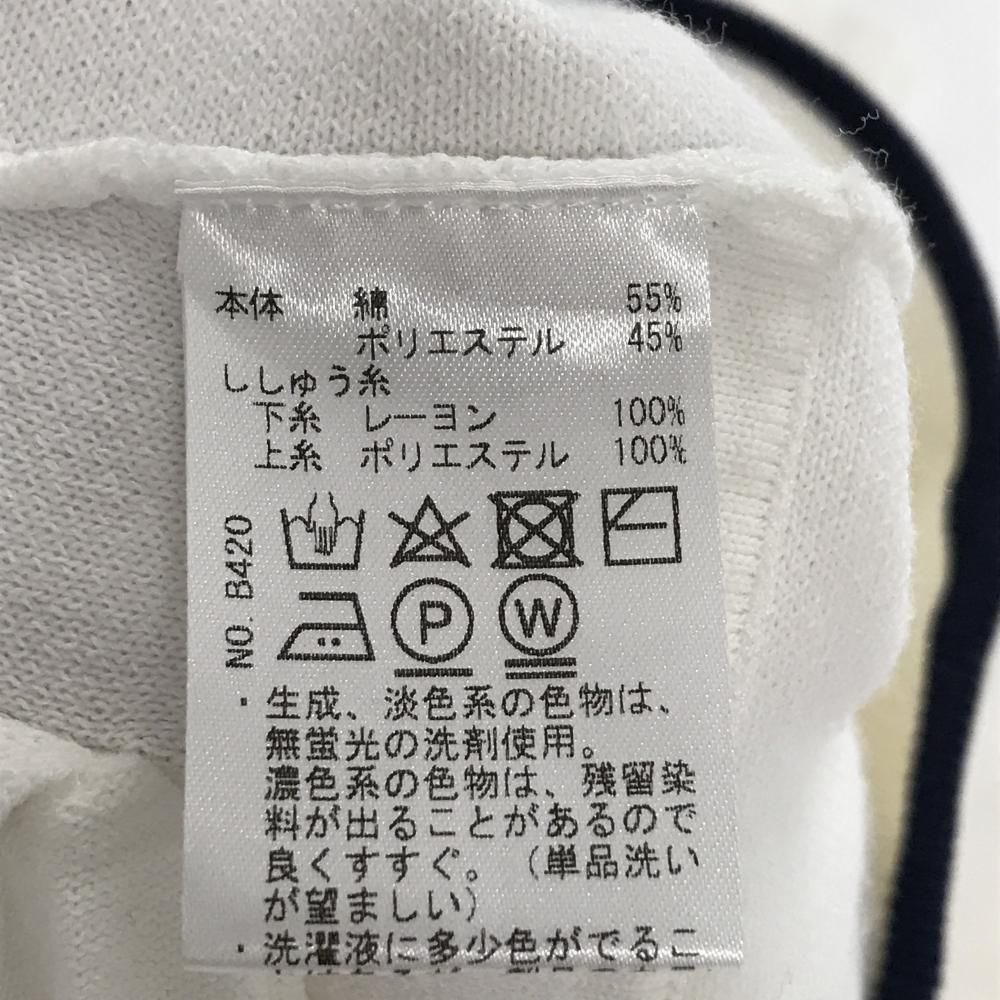 本体 綿 55%
ポリエステル 45%
ししゅう糸
下糸 レーヨン 100%
上糸 ポリエステル 100%
NO. B420
P W
・生成、淡色系の色物は、
無蛍光の洗剤使用。
濃色系の色物は、残留染
料が出ることがあるので
良くすすぐ。（単品洗い
が望ましい）
・洗濯液に多少色がでるこ